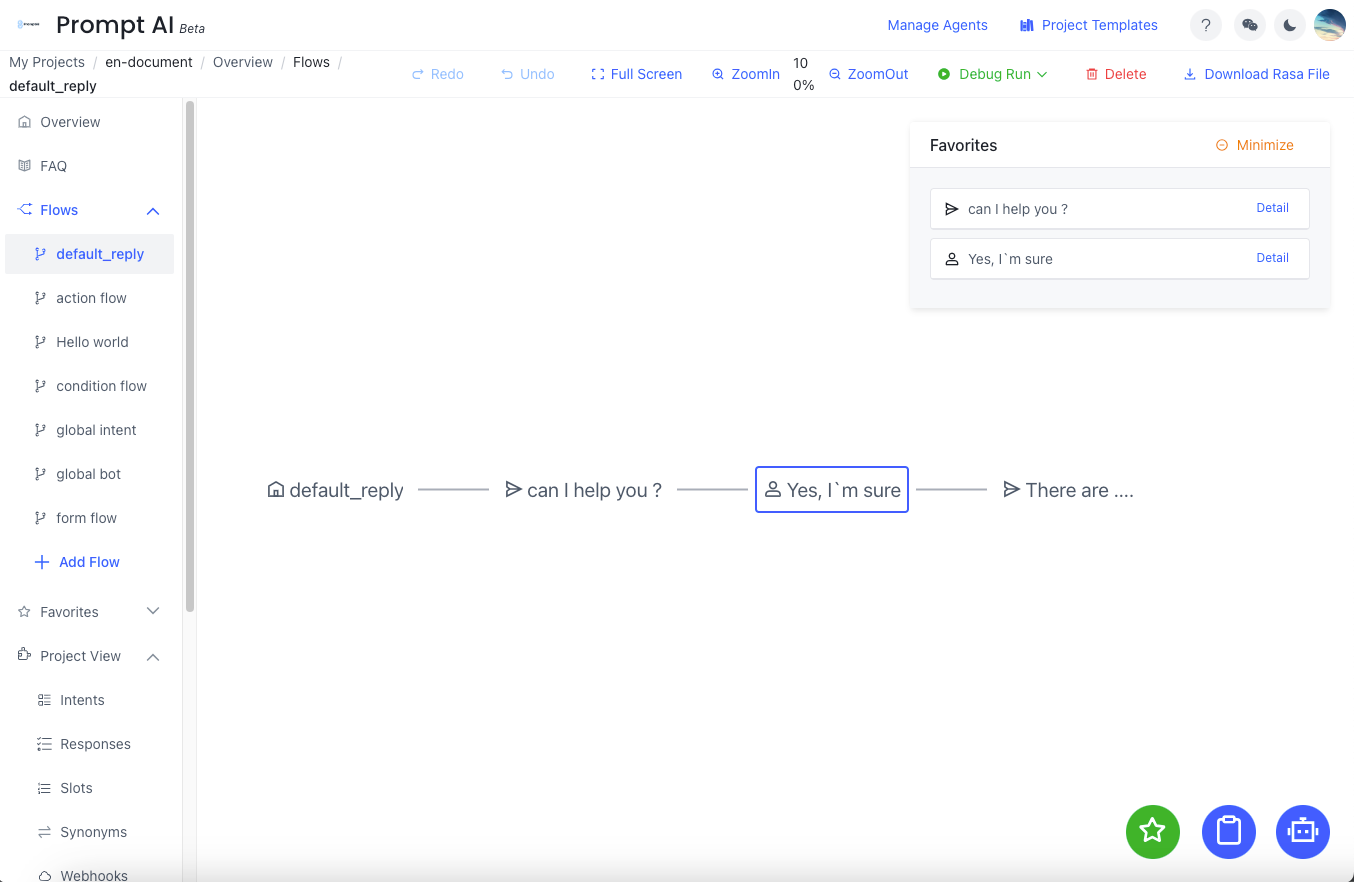 Prompt AI Beta
Manage Agents
Project Templates
?
My Projects / en-document / Overview / Flows /
default_reply
Redo
Undo
Full Screen
ZoomIn
10
0%
ZoomOut
Debug Run
Delete
Download Rasa File
Overview
FAQ
Flows
default_reply
action flow
Hello world
condition flow
global intent
global bot
form flow
Add Flow
Favorites
Project View
Intents
Responses
Slots
Synonyms
Webhooks
Favorites
Minimize
can I help you ?
Detail
Yes, I`m sure
Detail
default_reply
can I help you ?
Yes, I`m sure
There are ....